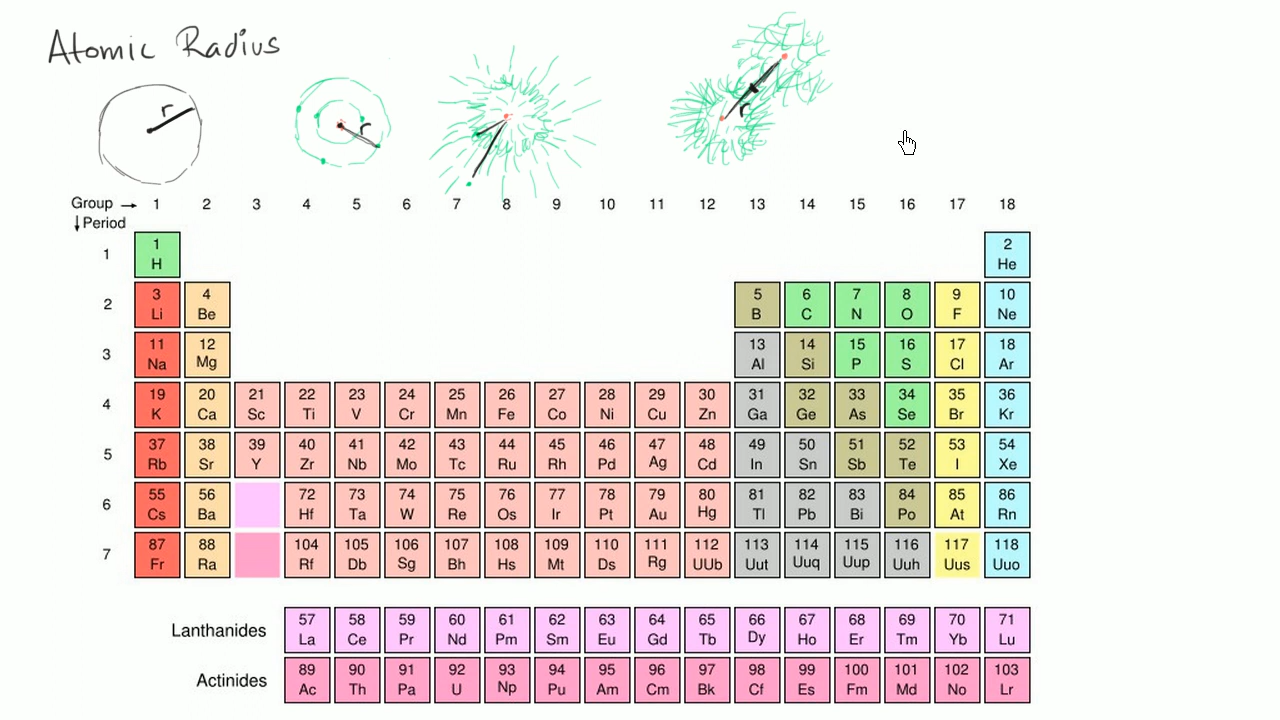 Atomic Radius
r
r
r
Group → 1 2 3 4 5 6 7 8 9 10 11 12 13 14 15 16 17 18
↓ Period
1 2
1 H He
3 4 5 6 7 8 9 10
2 Li Be B C N O F Ne
11 12 13 14 15 16 17 18
3 Na Mg Al Si P S Cl Ar
19 20 21 22 23 24 25 26 27 28 29 30 31 32 33 34 35 36
4 K Ca Sc Ti V Cr Mn Fe Co Ni Cu Zn Ga Ge As Se Br Kr
37 38 39 40 41 42 43 44 45 46 47 48 49 50 51 52 53 54
5 Rb Sr Y Zr Nb Mo Tc Ru Rh Pd Ag Cd In Sn Sb Te I Xe
55 56 72 73 74 75 76 77 78 79 80 81 82 83 84 85 86
6 Cs Ba Hf Ta W Re Os Ir Pt Au Hg Tl Pb Bi Po At Rn
87 88 104 105 106 107 108 109 110 111 112 113 114 115 116 117 118
7 Fr Ra Rf Db Sg Bh Hs Mt Ds Rg UUb Uut Uuq Uup Uuh Uus Uuo
57 58 59 60 61 62 63 64 65 66 67 68 69 70 71
Lanthanides La Ce Pr Nd Pm Sm Eu Gd Tb Dy Ho Er Tm Yb Lu
89 90 91 92 93 94 95 96 97 98 99 100 101 102 103
Actinides Ac Th Pa U Np Pu Am Cm Bk Cf Es Fm Md No Lr